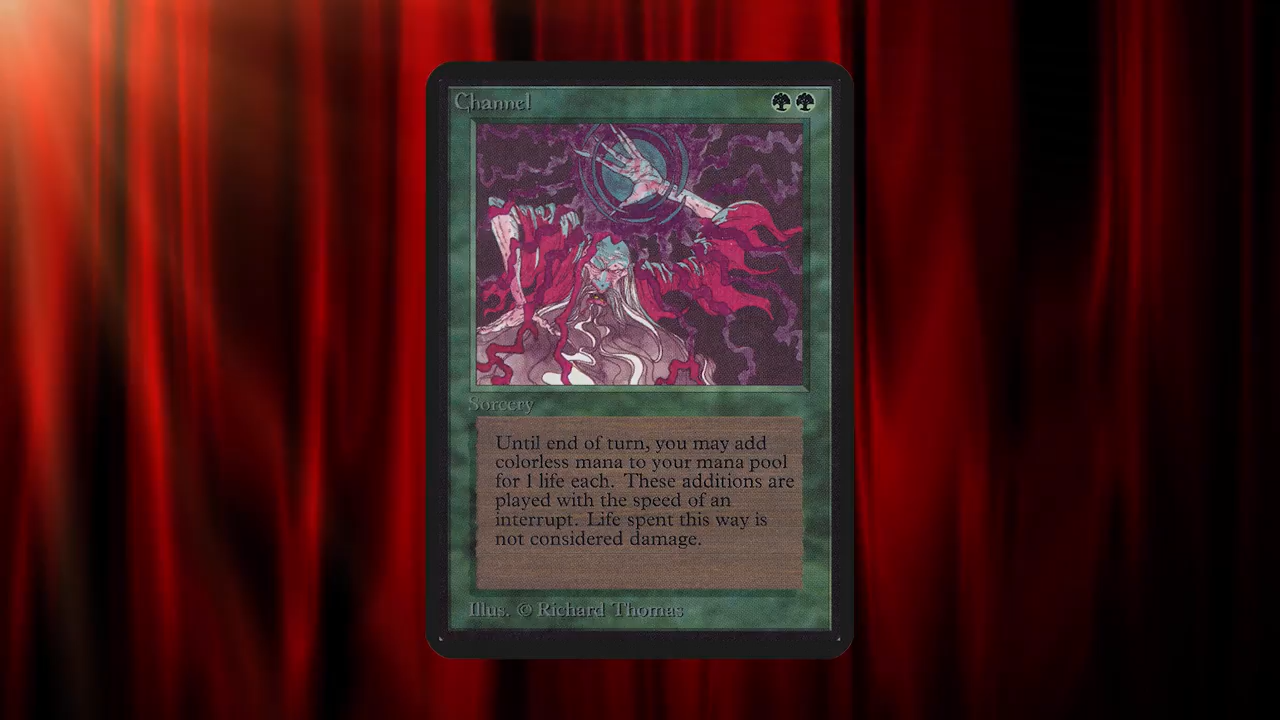 Channel
Sorcery
Until end of turn, you may add
colorless mana to your mana pool
for 1 life each. These additions are
played with the speed of an
interrupt. Life spent this way is
not considered damage.
Illus. © Richard Thomas